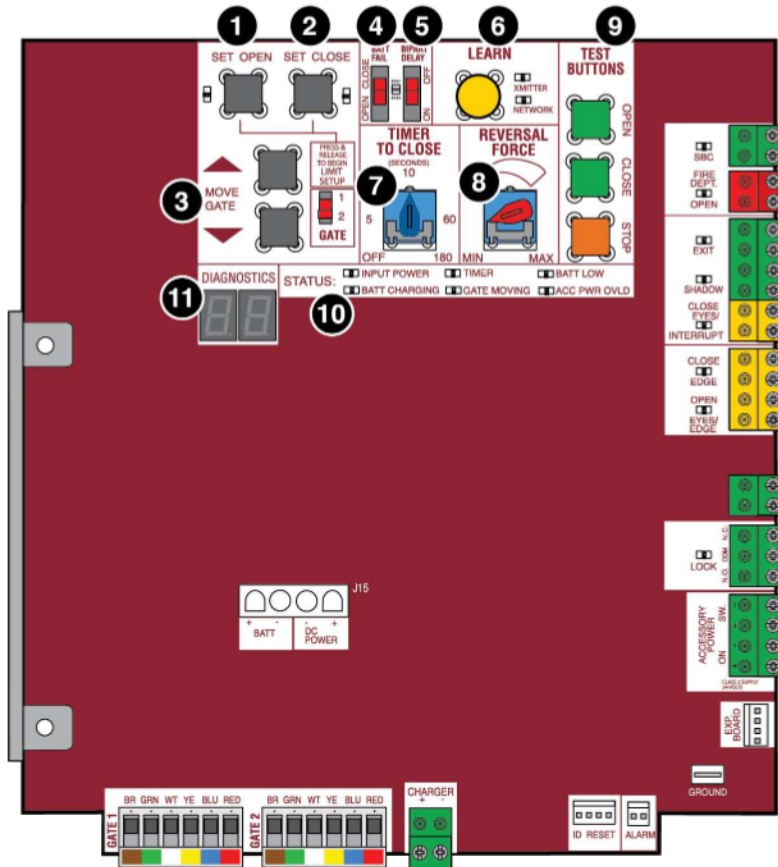 1 2 4 5 6 9
SET OPEN SET CLOSE
BATT FAIL
OPEN CLOSE
BIPART DELAY
ON OFF
LEARN
XMITTER
NETWORK
TEST BUTTONS
OPEN
CLOSE
STOP
3
MOVE GATE
PRESS & RELEASE TO BEGIN LIMIT SETUP
1
2
GATE
7
TIMER TO CLOSE
(SECONDS)
10
5 60
OFF 180
8
REVERSAL FORCE
MIN MAX
11
DIAGNOSTICS
88
10
STATUS: INPUT POWER TIMER BATT LOW
BATT CHARGING GATE MOVING ACC PWR OVLD
SBC
FIRE DEPT.
OPEN
EXIT
SHADOW
CLOSE EYES/
INTERRUPT
CLOSE
EDGE
OPEN
EYES/
EDGE
LOCK
N.C.
COM
N.O.
ACCESSORY POWER
SW.
ON
CLASS 2 SUPPLY
24VOLTS
EXP. BOARD
GROUND
J15
+ - - +
BATT DC POWER
GATE 1
BR GRN WT YE BLU RED
GATE 2
BR GRN WT YE BLU RED
CHARGER
+ -
ID RESET
ALARM